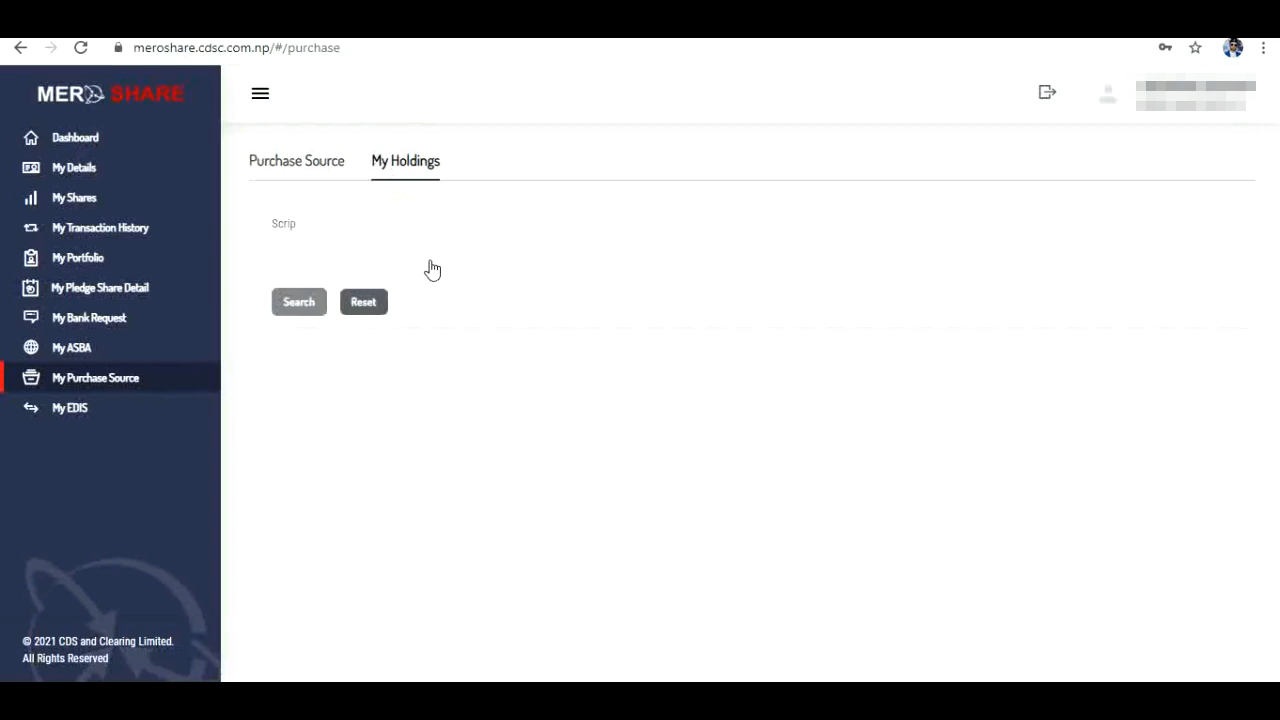 meroshare.cdsc.com.np/#/purchase
MERO SHARE
Dashboard
My Details
My Shares
My Transaction History
My Portfolio
My Pledge Share Detail
My Bank Request
My ASBA
My Purchase Source
My EDIS
© 2021 CDS and Clearing Limited.
All Rights Reserved
Purchase Source My Holdings
Scrip
Search Reset